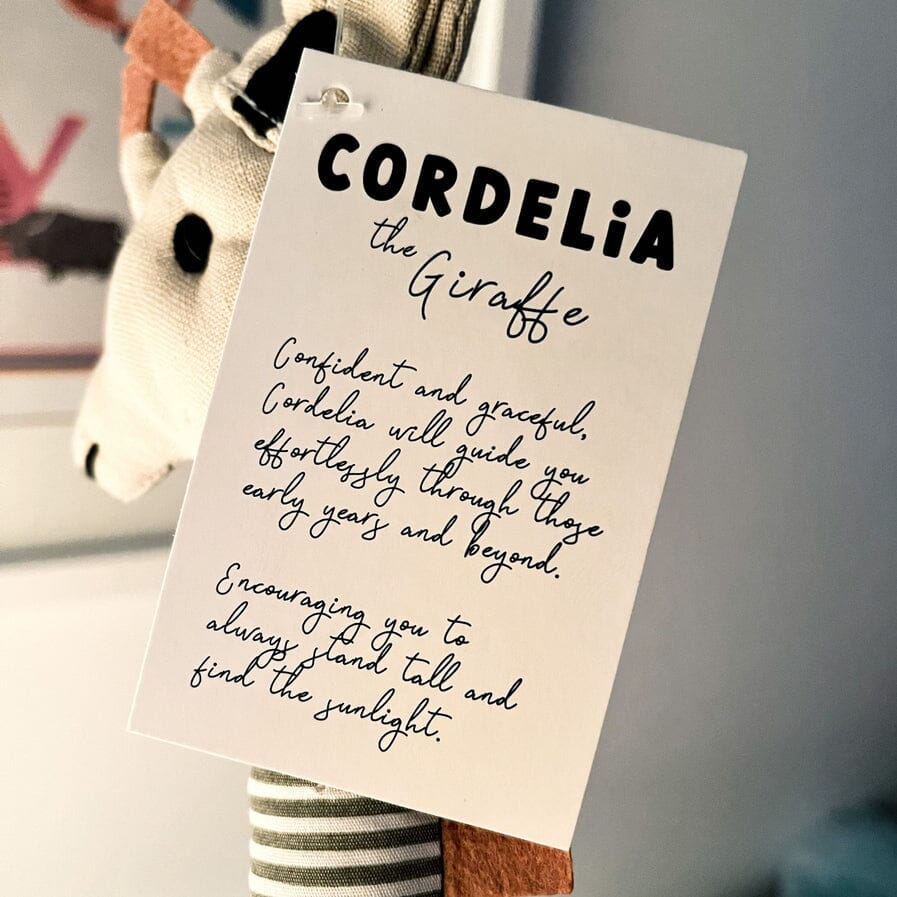 CORDELiA
the
Giraffe
Confident and graceful,
Cordelia will guide you
effortlessly through those
early years and beyond.
Encouraging you to
always stand tall and
find the sunlight.